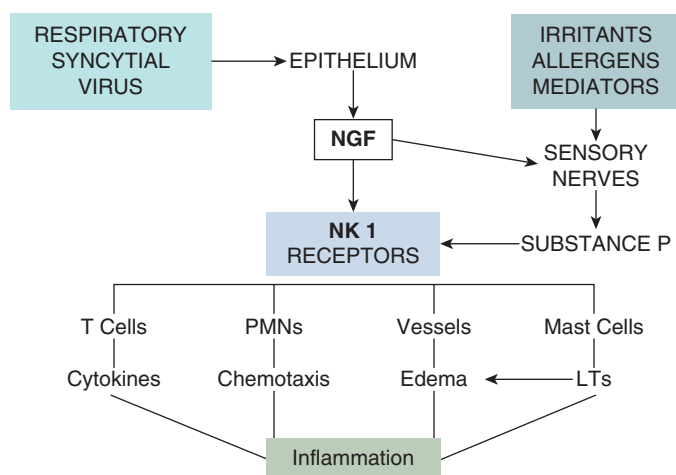 RESPIRATORY
SYNCYTIAL
VIRUS
EPITHELIUM
IRRITANTS
ALLERGENS
MEDIATORS
NGF
SENSORY
NERVES
NK 1
RECEPTORS
SUBSTANCE P
T Cells
PMNs
Vessels
Mast Cells
Cytokines
Chemotaxis
Edema
LTs
Inflammation